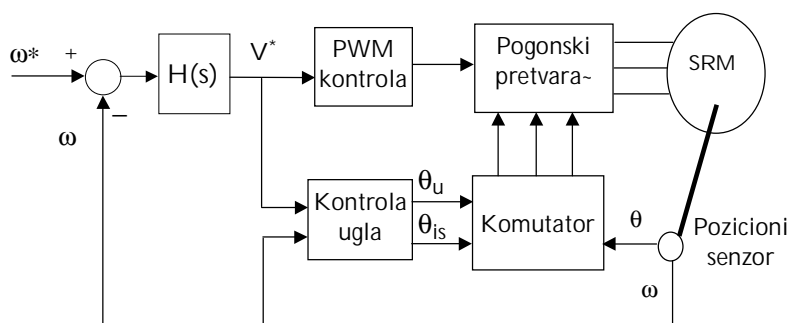 ω*
+
−
ω
H(s)
V*
PWM
kontrola
Pogonski
pretvara~
SRM
Kontrola
ugla
θu
θis
Komutator
θ
Pozicioni
senzor
ω